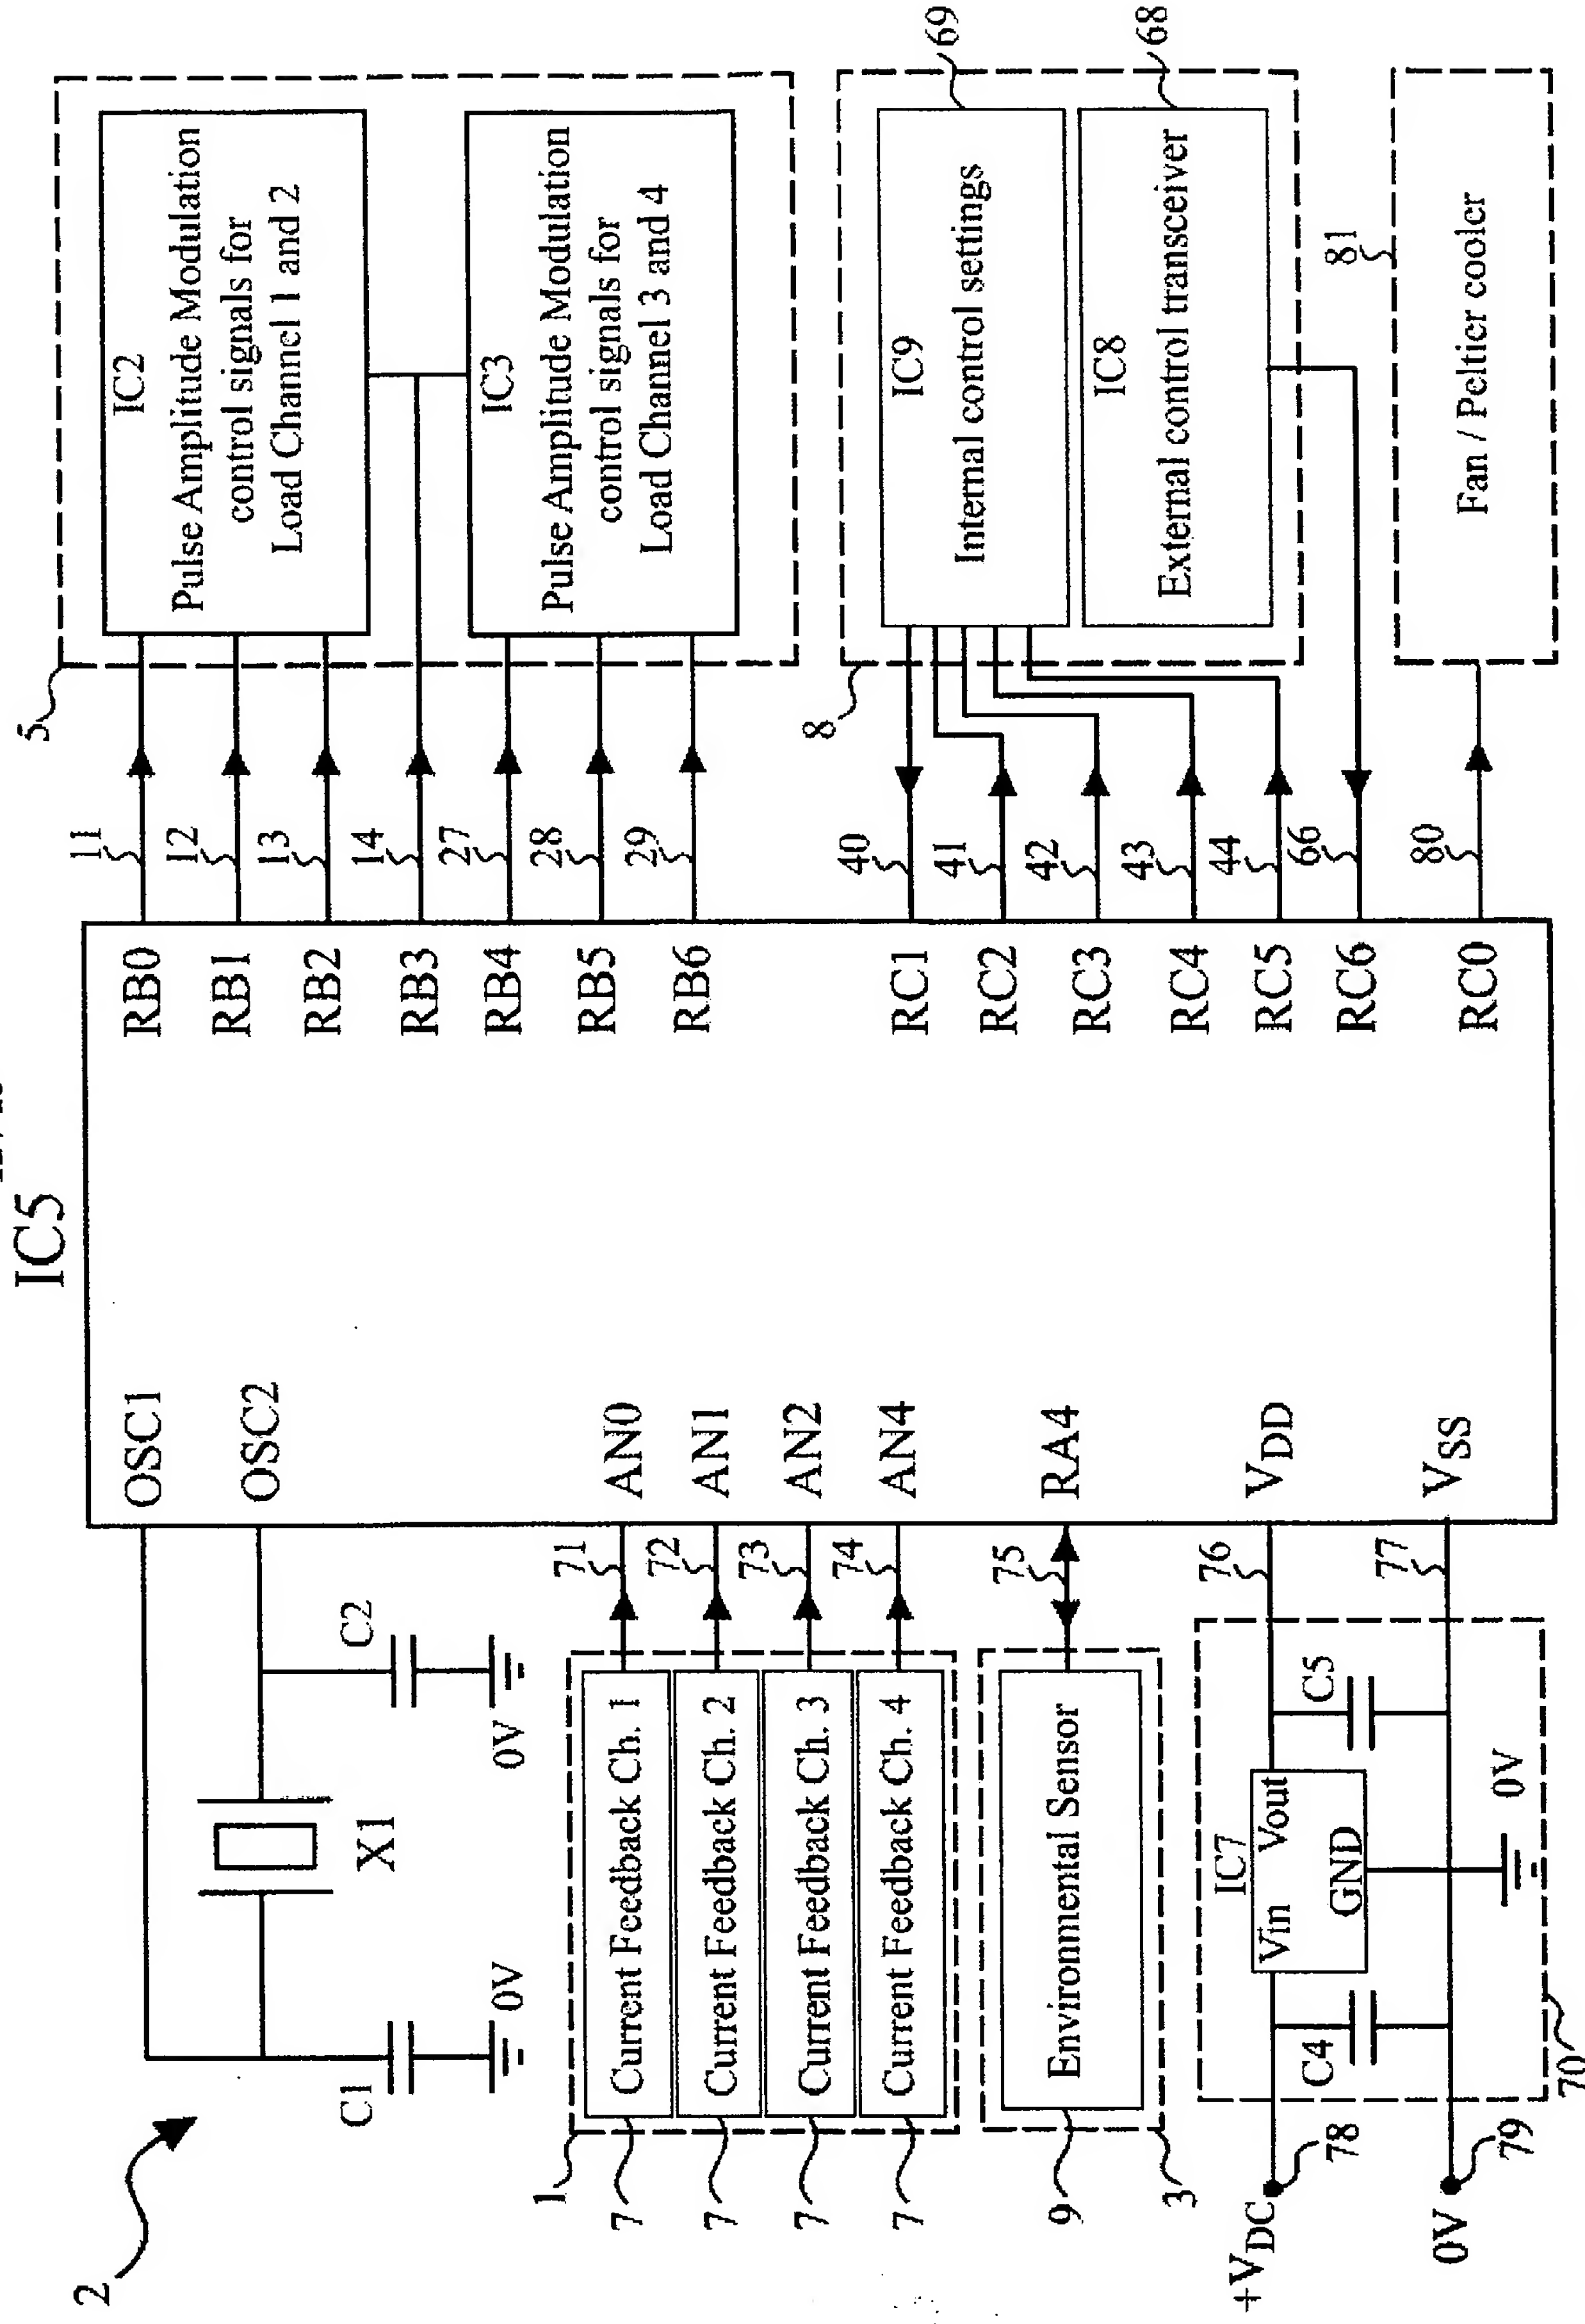 IC5
2
OSC1
OSC2
C1
0V
X1
C2
0V
1
7
Current Feedback Ch. 1
71
AN0
7
Current Feedback Ch. 2
72
AN1
7
Current Feedback Ch. 3
73
AN2
7
Current Feedback Ch. 4
74
AN4
9
Environmental Sensor
75
RA4
3
+VDC
78
C4
IC7
Vin
Vout
GND
C5
76
VDD
0V
79
0V
77
VSS
70
RB0
11
RB1
12
RB2
13
RB3
14
RB4
27
RB5
28
RB6
29
5
IC2
Pulse Amplitude Modulation
control signals for
Load Channel 1 and 2
IC3
Pulse Amplitude Modulation
control signals for
Load Channel 3 and 4
RC1
40
RC2
41
RC3
42
RC4
43
RC5
44
RC6
66
RC0
80
8
IC9
Internal control settings
69
IC8
External control transceiver
68
81
Fan / Peltier cooler